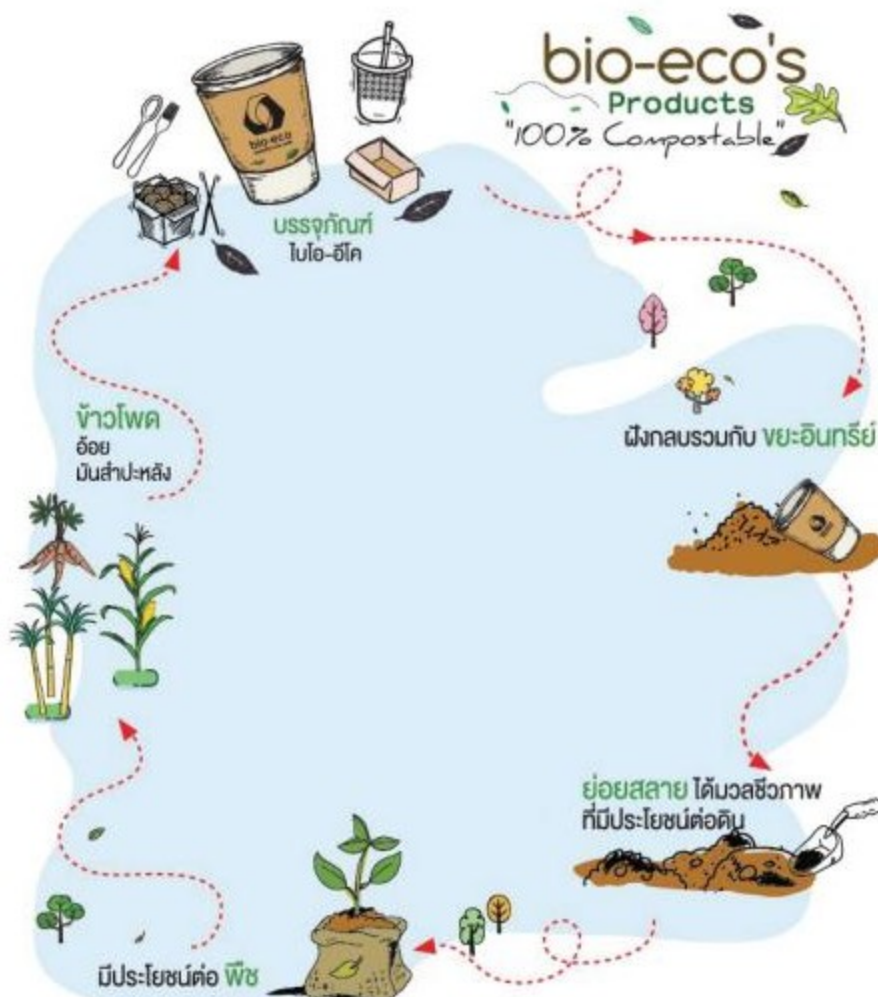 bio-eco's
Products
"100% Compostable"
bio-eco
บรรจุภัณฑ์
ไบโอ-อีโค
ข้าวโพด
อ้อย
มันสำปะหลัง
ฝังกลบรวมกับ ขยะอินทรีย์
ย่อยสลาย ได้มวลชีวภาพ
ที่มีประโยชน์ต่อดิน
มีประโยชน์ต่อ พืช